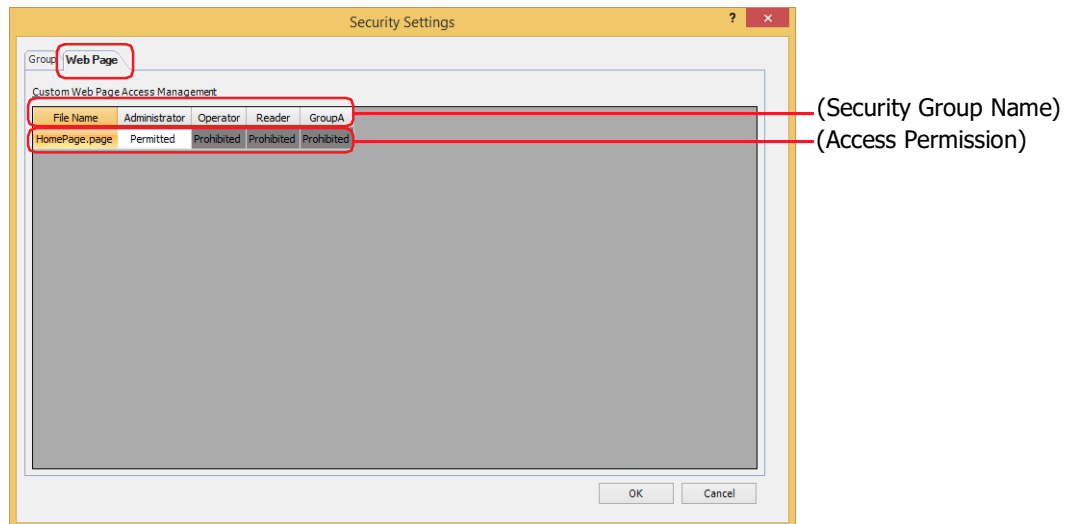 Security Settings
?
×
Group Web Page
Custom Web Page Access Management
File Name Administrator Operator Reader GroupA
(Security Group Name)
HomePage.page Permitted Prohibited Prohibited Prohibited
(Access Permission)
OK Cancel